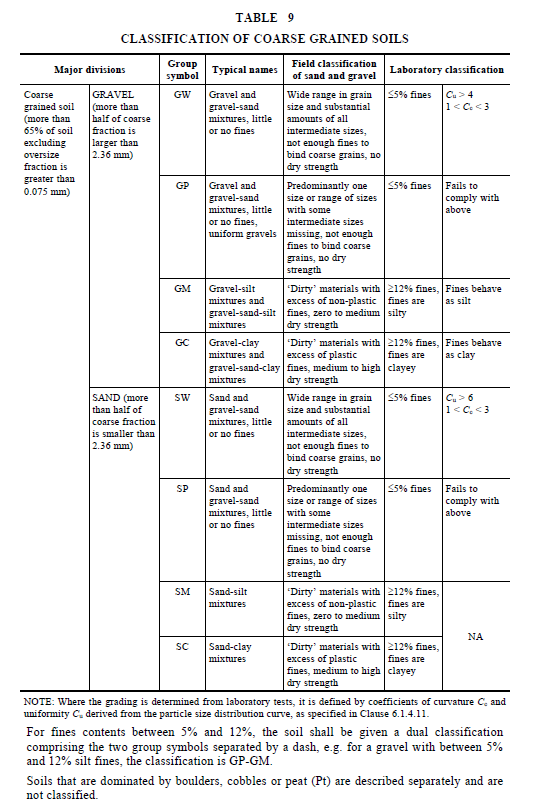 TABLE 9
CLASSIFICATION OF COARSE GRAINED SOILS
Major divisions
Group
symbol
Typical names
Field classification
of sand and gravel
Laboratory classification
Coarse
grained soil
(more than
65% of soil
excluding
oversize
fraction is
greater than
0.075 mm)
GRAVEL
(more than
half of coarse
fraction is
larger than
2.36 mm)
GW
Gravel and
gravel-sand
mixtures, little
or no fines
Wide range in grain
size and substantial
amounts of all
intermediate sizes,
not enough fines to
bind coarse grains, no
dry strength
≤5% fines
Cu > 4
1 < Cc < 3
GP
Gravel and
gravel-sand
mixtures, little
or no fines,
uniform gravels
Predominantly one
size or range of sizes
with some
intermediate sizes
missing, not enough
fines to bind coarse
grains, no dry
strength
≤5% fines
Fails to
comply with
above
GM
Gravel-silt
mixtures and
gravel-sand-silt
mixtures
‘Dirty’ materials with
excess of non-plastic
fines, zero to medium
dry strength
≥12% fines,
fines are
silty
Fines behave
as silt
GC
Gravel-clay
mixtures and
gravel-sand-clay
mixtures
‘Dirty’ materials with
excess of plastic
fines, medium to high
dry strength
≥12% fines,
fines are
clayey
Fines behave
as clay
SAND (more
than half of
coarse fraction
is smaller than
2.36 mm)
SW
Sand and
gravel-sand
mixtures, little
or no fines
Wide range in grain
size and substantial
amounts of all
intermediate sizes,
not enough fines to
bind coarse grains, no
dry strength
≤5% fines
Cu > 6
1 < Cc < 3
SP
Sand and
gravel-sand
mixtures, little
or no fines
Predominantly one
size or range of sizes
with some
intermediate sizes
missing, not enough
fines to bind coarse
grains, no dry
strength
≤5% fines
Fails to
comply with
above
SM
Sand-silt
mixtures
‘Dirty’ materials with
excess of non-plastic
fines, zero to medium
dry strength
≥12% fines,
fines are
silty
NA
SC
Sand-clay
mixtures
‘Dirty’ materials with
excess of plastic
fines, medium to high
dry strength
≥12% fines,
fines are
clayey
NOTE: Where the grading is determined from laboratory tests, it is defined by coefficients of curvature Cc and
uniformity Cu derived from the particle size distribution curve, as specified in Clause 6.1.4.11.
For fines contents between 5% and 12%, the soil shall be given a dual classification
comprising the two group symbols separated by a dash, e.g. for a gravel with between 5%
and 12% silt fines, the classification is GP-GM.
Soils that are dominated by boulders, cobbles or peat (Pt) are described separately and are
not classified.